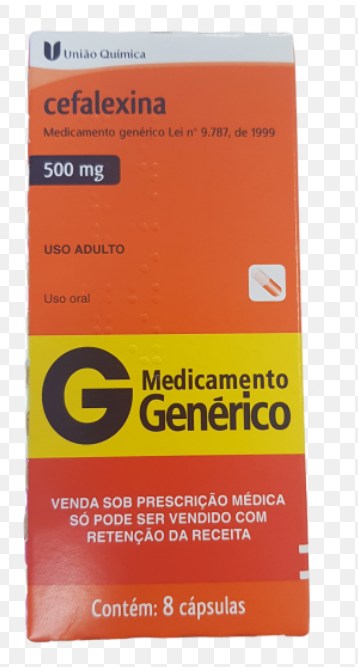 União Química
cefalexina
Medicamento genérico Lei n° 9.787, de 1999
500 mg
USO ADULTO
Uso oral
G Medicamento
Genérico
VENDA SOB PRESCRIÇÃO MÉDICA
SÓ PODE SER VENDIDO COM
RETENÇÃO DA RECEITA
Contém: 8 cápsulas